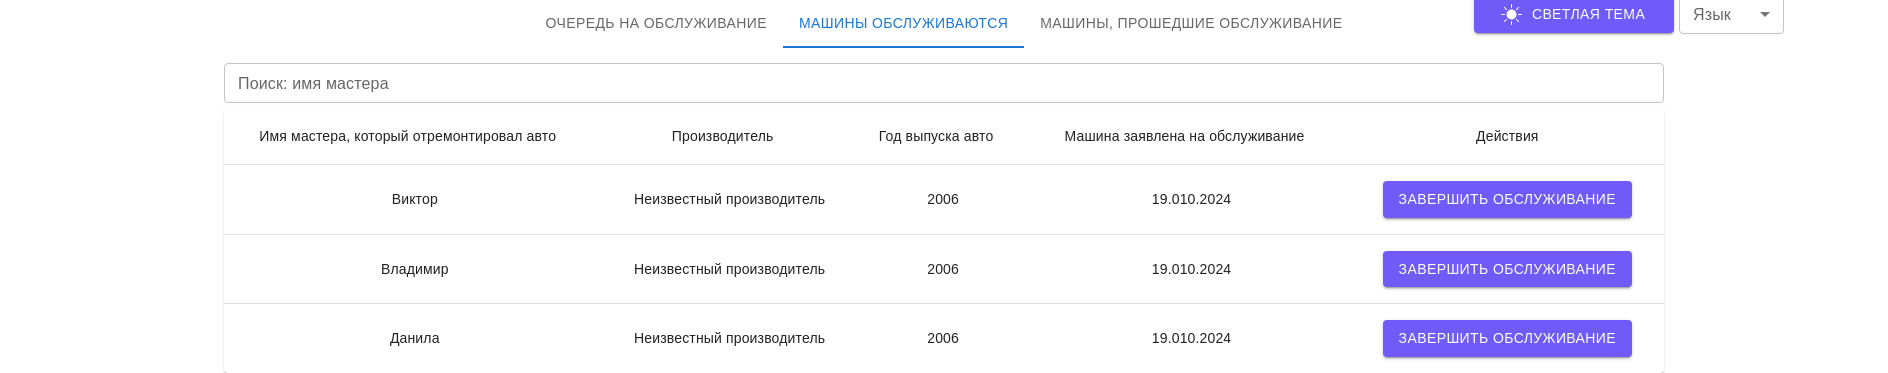 ОЧЕРЕДЬ НА ОБСЛУЖИВАНИЕ МАШИНЫ ОБСЛУЖИВАЮТСЯ МАШИНЫ, ПРОШЕДШИЕ ОБСЛУЖИВАНИЕ СВЕТЛАЯ ТЕМА Язык
Поиск: имя мастера
Имя мастера, который отремонтировал авто Производитель Год выпуска авто Машина заявлена на обслуживание Действия
Виктор Неизвестный производитель 2006 19.010.2024 ЗАВЕРШИТЬ ОБСЛУЖИВАНИЕ
Владимир Неизвестный производитель 2006 19.010.2024 ЗАВЕРШИТЬ ОБСЛУЖИВАНИЕ
Данила Неизвестный производитель 2006 19.010.2024 ЗАВЕРШИТЬ ОБСЛУЖИВАНИЕ